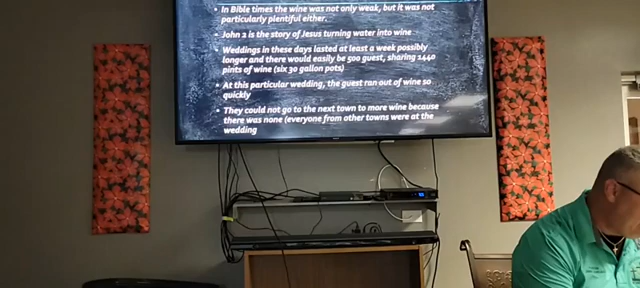 • In Bible times the wine was not only weak, but it was not
particularly plentiful either.
• John 2 is the story of Jesus turning water into wine
• Weddings in these days lasted at least a week possibly
longer and there would easily be 500 guest, sharing 1440
pints of wine (six 30 gallon pots)
• At this particular wedding, the guest ran out of wine so
quickly
• They could not go to the next town to more wine because
there was none (everyone from other towns were at the
wedding